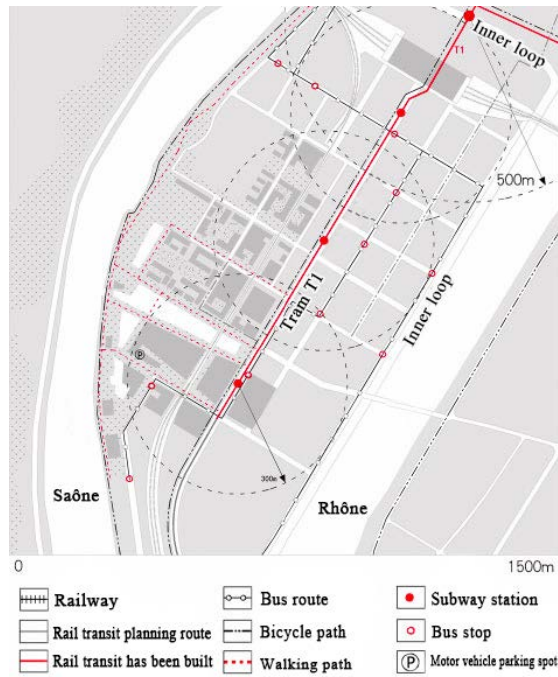 Inner loop
T1
500m
Tram T1
Inner loop
P
300m
Saône
Rhône
0
1500m
Railway
Bus route
Subway station
Rail transit planning route
Bicycle path
Bus stop
Rail transit has been built
Walking path
P
Motor vehicle parking spot